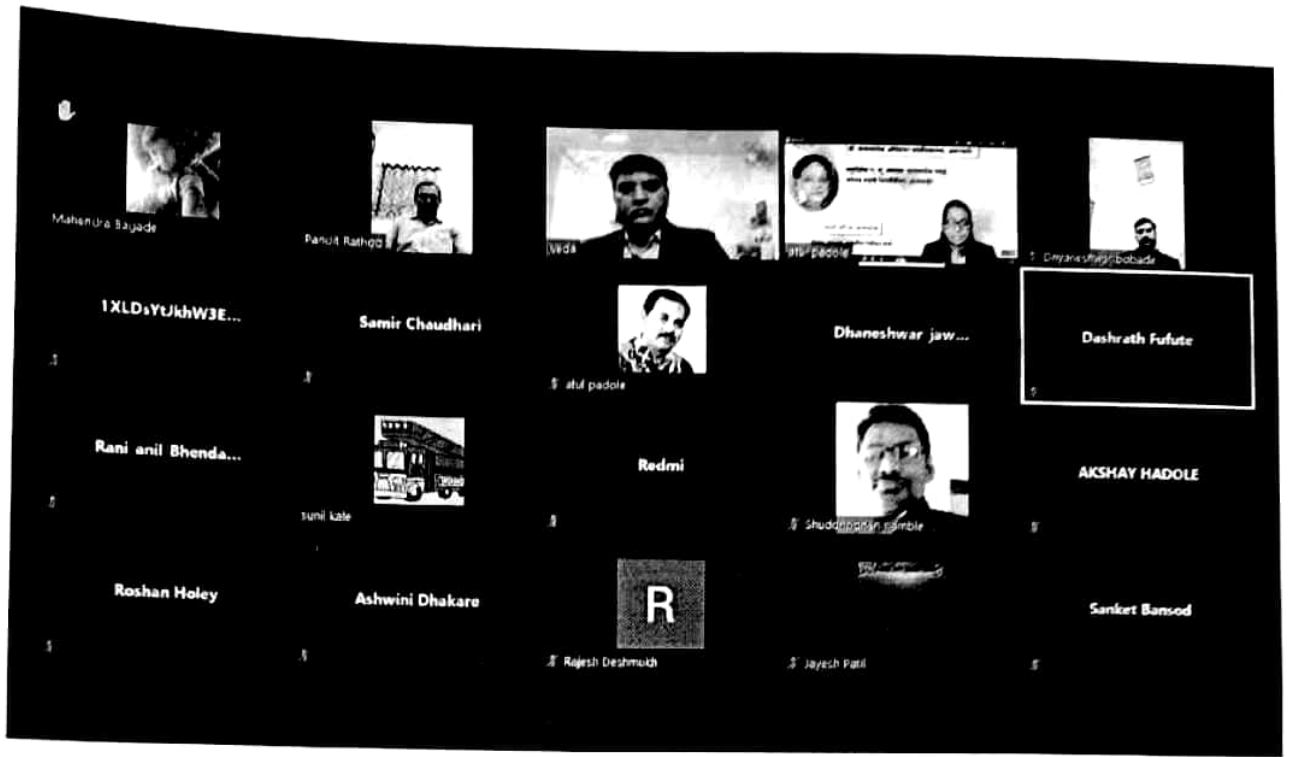 Mahendra Bayade
Pandit Rathod
Veda
atul padole
Dnyaneshwar bobade
1XLDsYtJkhW3E...
Samir Chaudhari
atul padole
Dhaneshwar jaw...
Dashrath Fufute
Rani anil Bhenda...
sunil kale
Redmi
AKSHAY HADOLE
Roshan Holey
Ashwini Dhakare
R
Rajesh Deshmukh
Jayesh Patil
Sanket Bansod